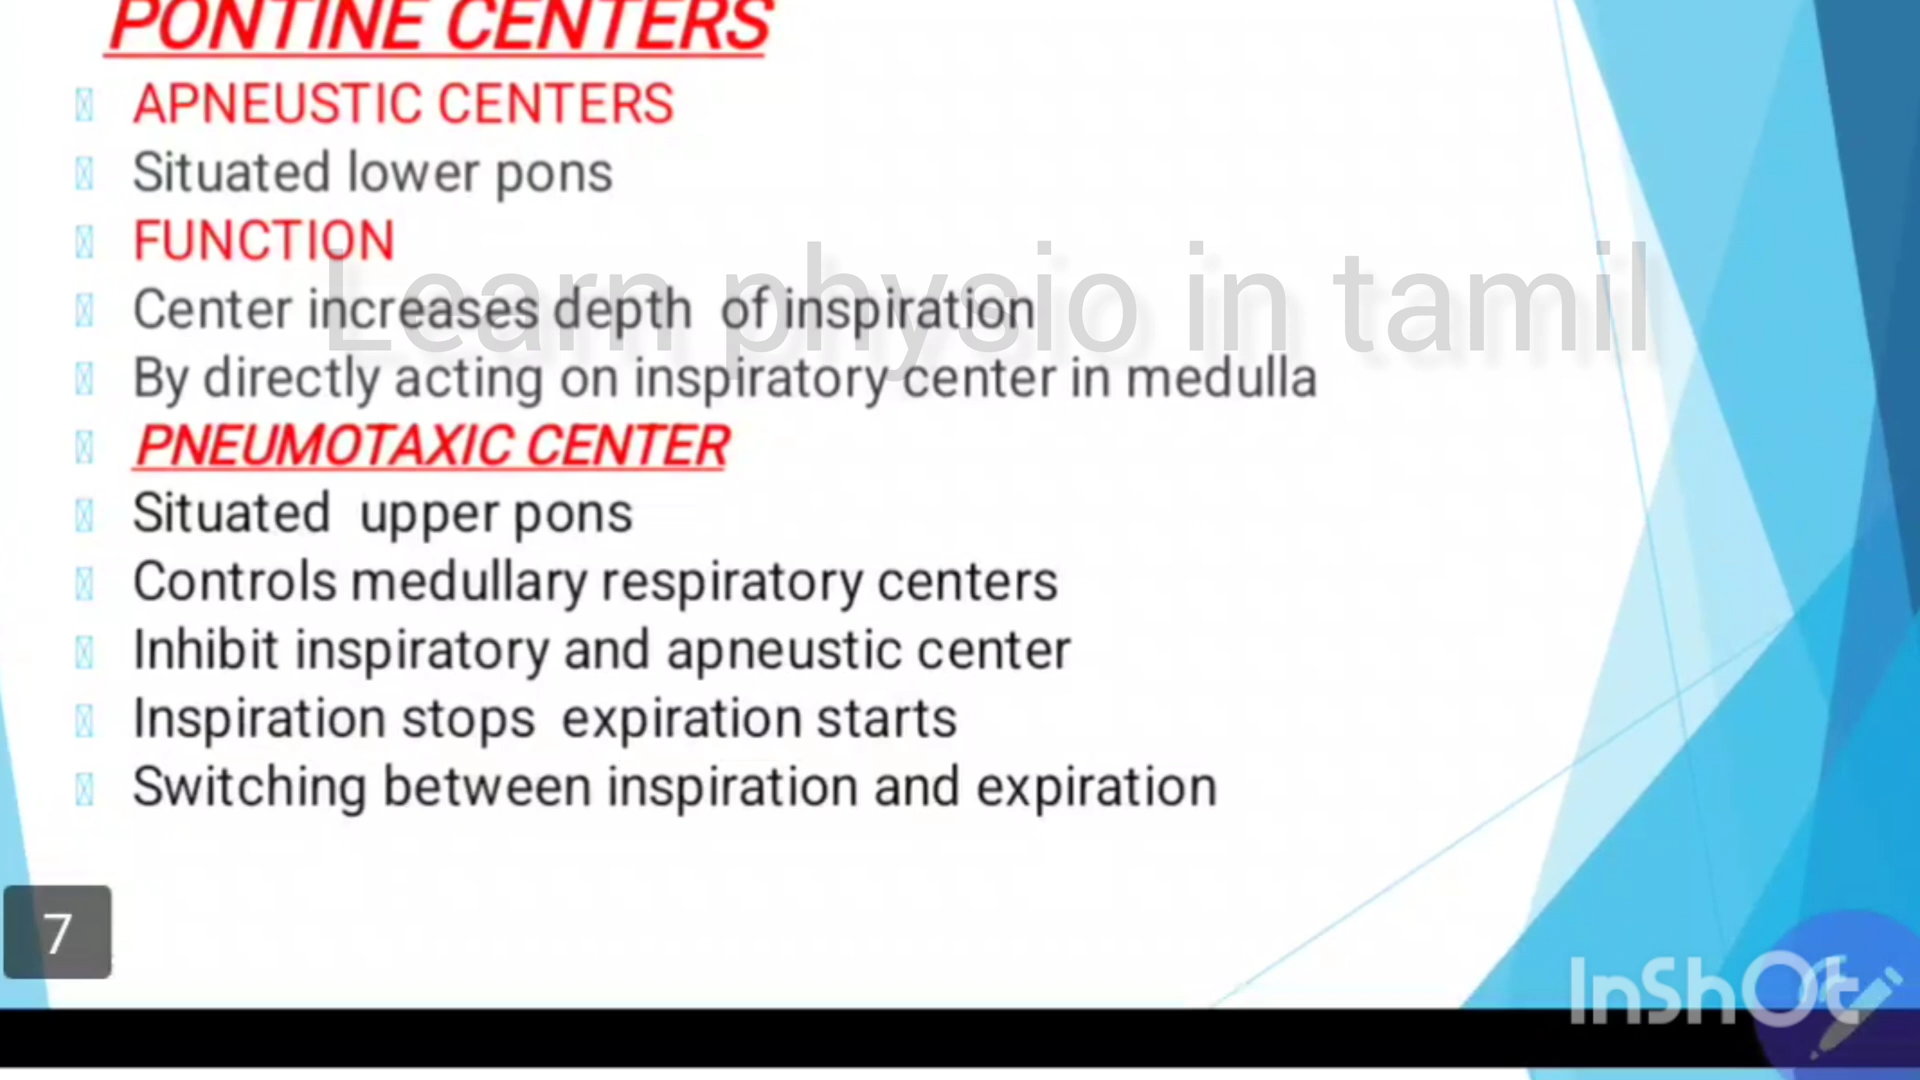 PONTINE CENTERS
APNEUSTIC CENTERS
Situated lower pons
FUNCTION
Learn physio in tamil
Center increases depth of inspiration
By directly acting on inspiratory center in medulla
PNEUMOTAXIC CENTER
Situated upper pons
Controls medullary respiratory centers
Inhibit inspiratory and apneustic center
Inspiration stops expiration starts
Switching between inspiration and expiration
7
InShOt